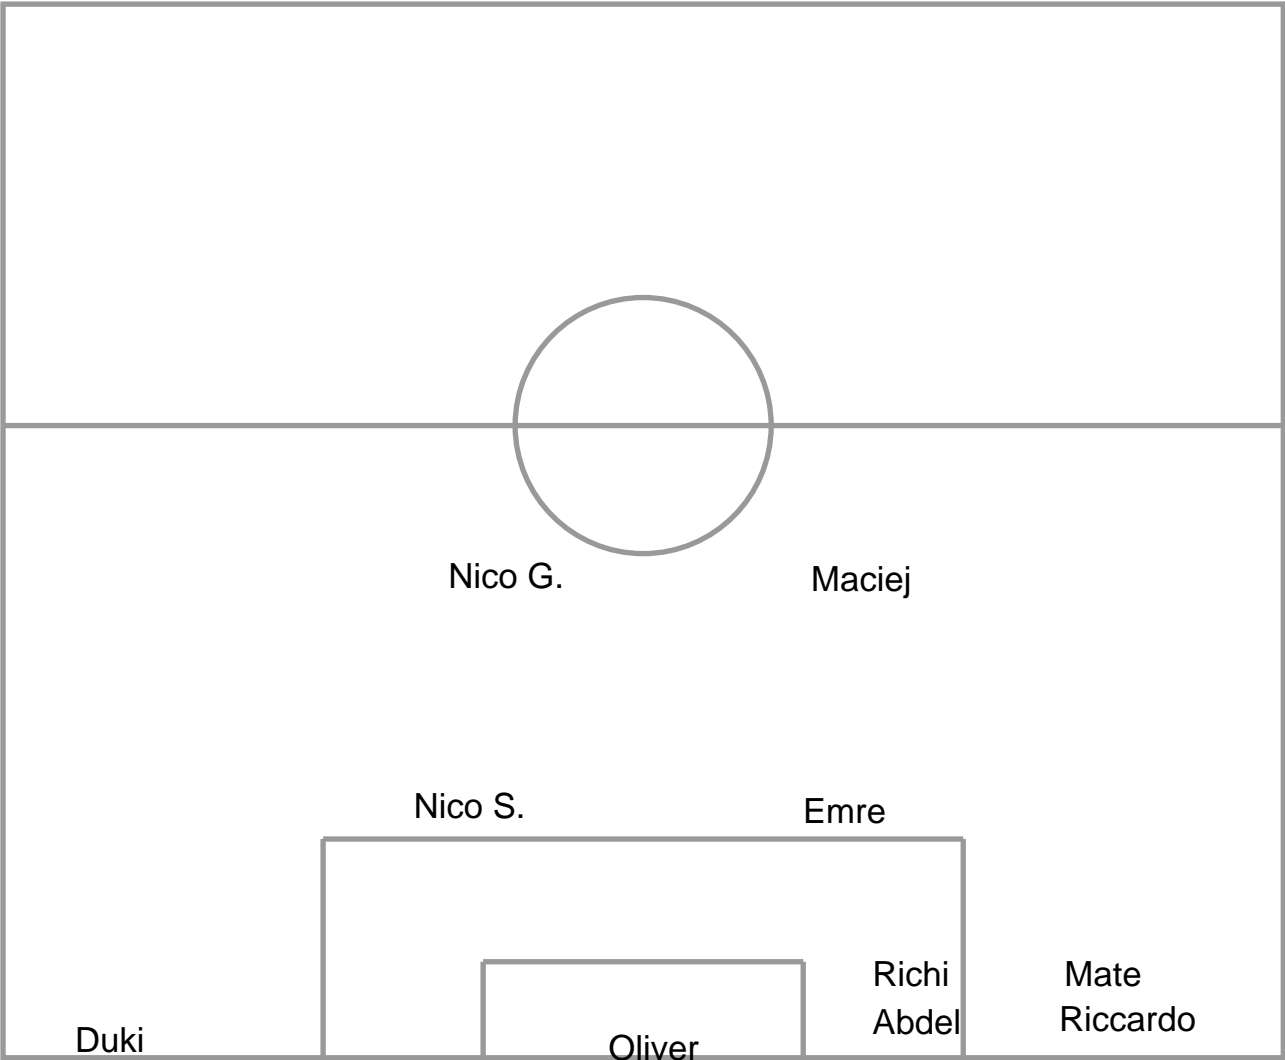 Nico G.
Maciej
Nico S.
Emre
Richi
Mate
Abdel
Riccardo
Duki
Oliver